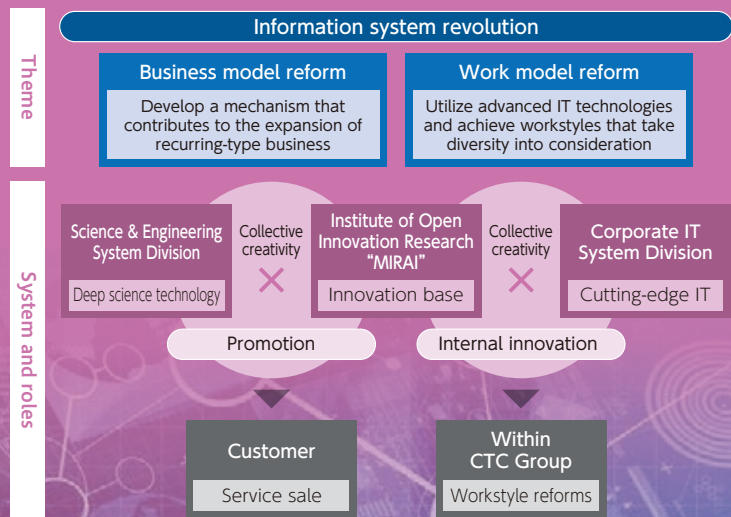 Theme
Information system revolution
Business model reform
Develop a mechanism that
contributes to the expansion of
recurring-type business
Work model reform
Utilize advanced IT technologies
and achieve workstyles that take
diversity into consideration
System and roles
Science & Engineering
System Division
Deep science technology
Collective
creativity
×
Institute of Open
Innovation Research
“MIRAI”
Innovation base
Collective
creativity
×
Corporate IT
System Division
Cutting-edge IT
Promotion
Internal innovation
Customer
Service sale
Within
CTC Group
Workstyle reforms